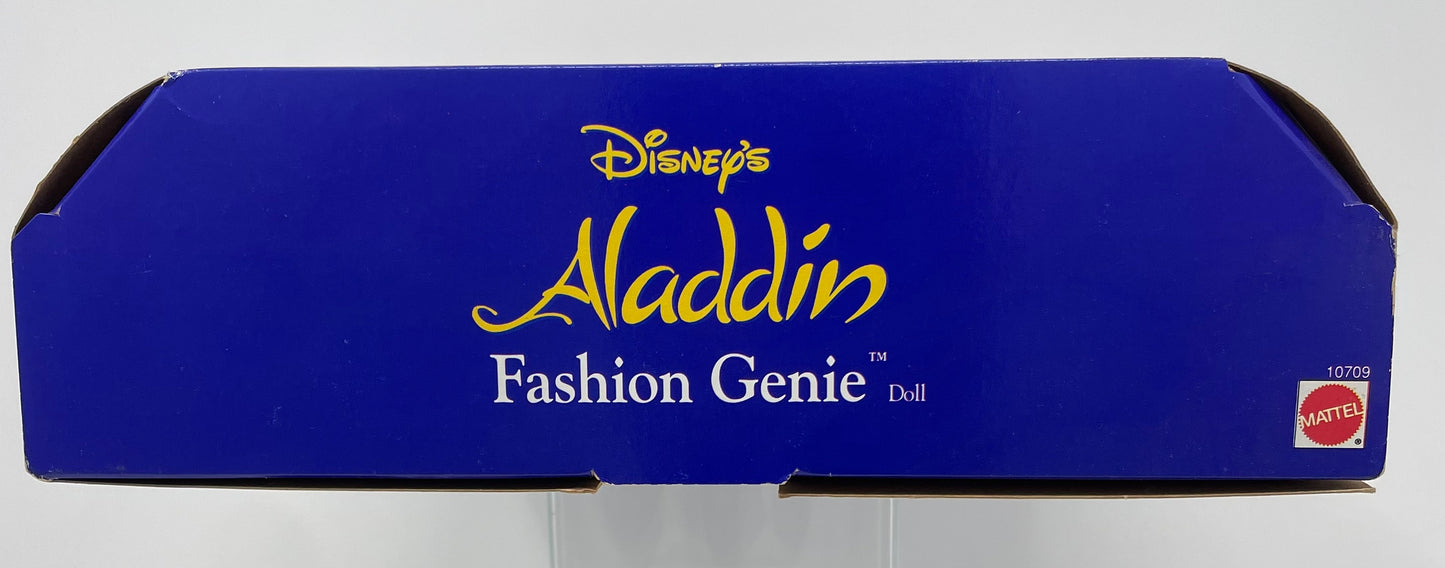 Disney's
Aladdin
Fashion Genie™ Doll
10709
MATTEL®